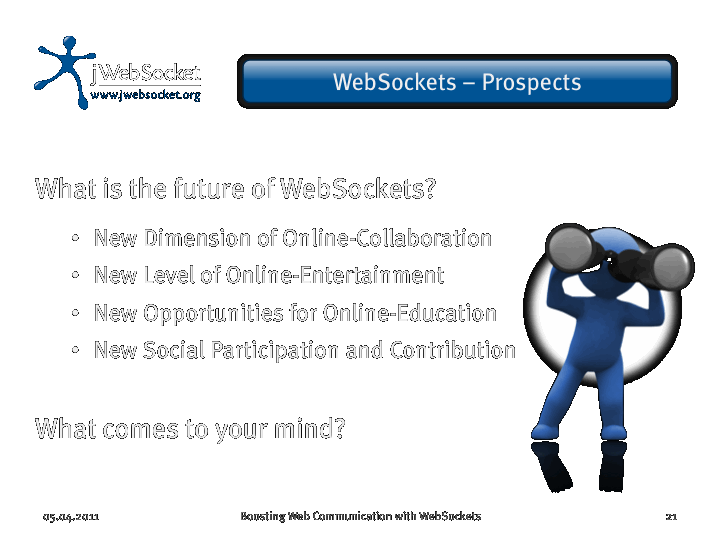 jWebSocket
www.jwebsocket.org
WebSockets – Prospects
What is the future of WebSockets?
• New Dimension of Online-Collaboration
• New Level of Online-Entertainment
• New Opportunities for Online-Education
• New Social Participation and Contribution
What comes to your mind?
05.04.2011 Boosting Web Communication with WebSockets 21